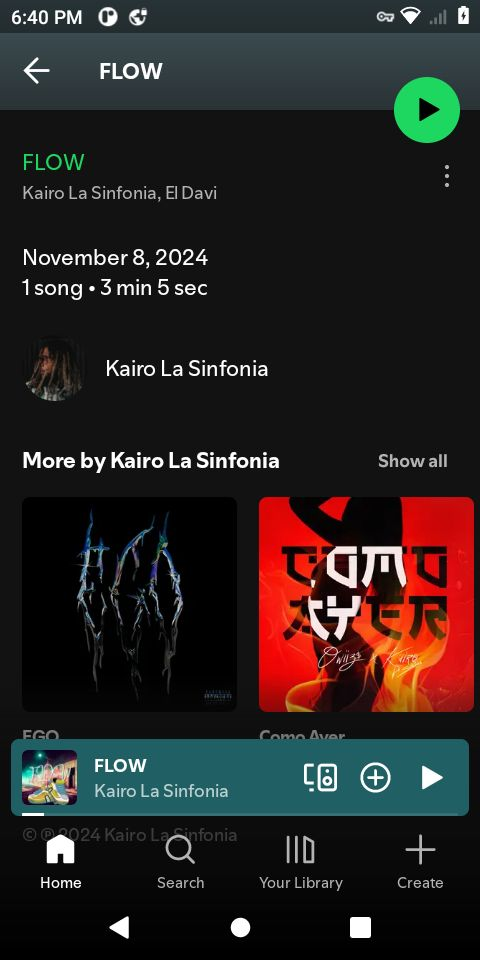 6:40 PM
FLOW
FLOW
Kairo La Sinfonia, El Davi
November 8, 2024
1 song • 3 min 5 sec
Kairo La Sinfonia
More by Kairo La Sinfonia
Show all
COMO
AYER
EGO
Como Ayer
FLOW
Kairo La Sinfonia
© ℗ 2024 Kairo La Sinfonia
Home
Search
Your Library
Create